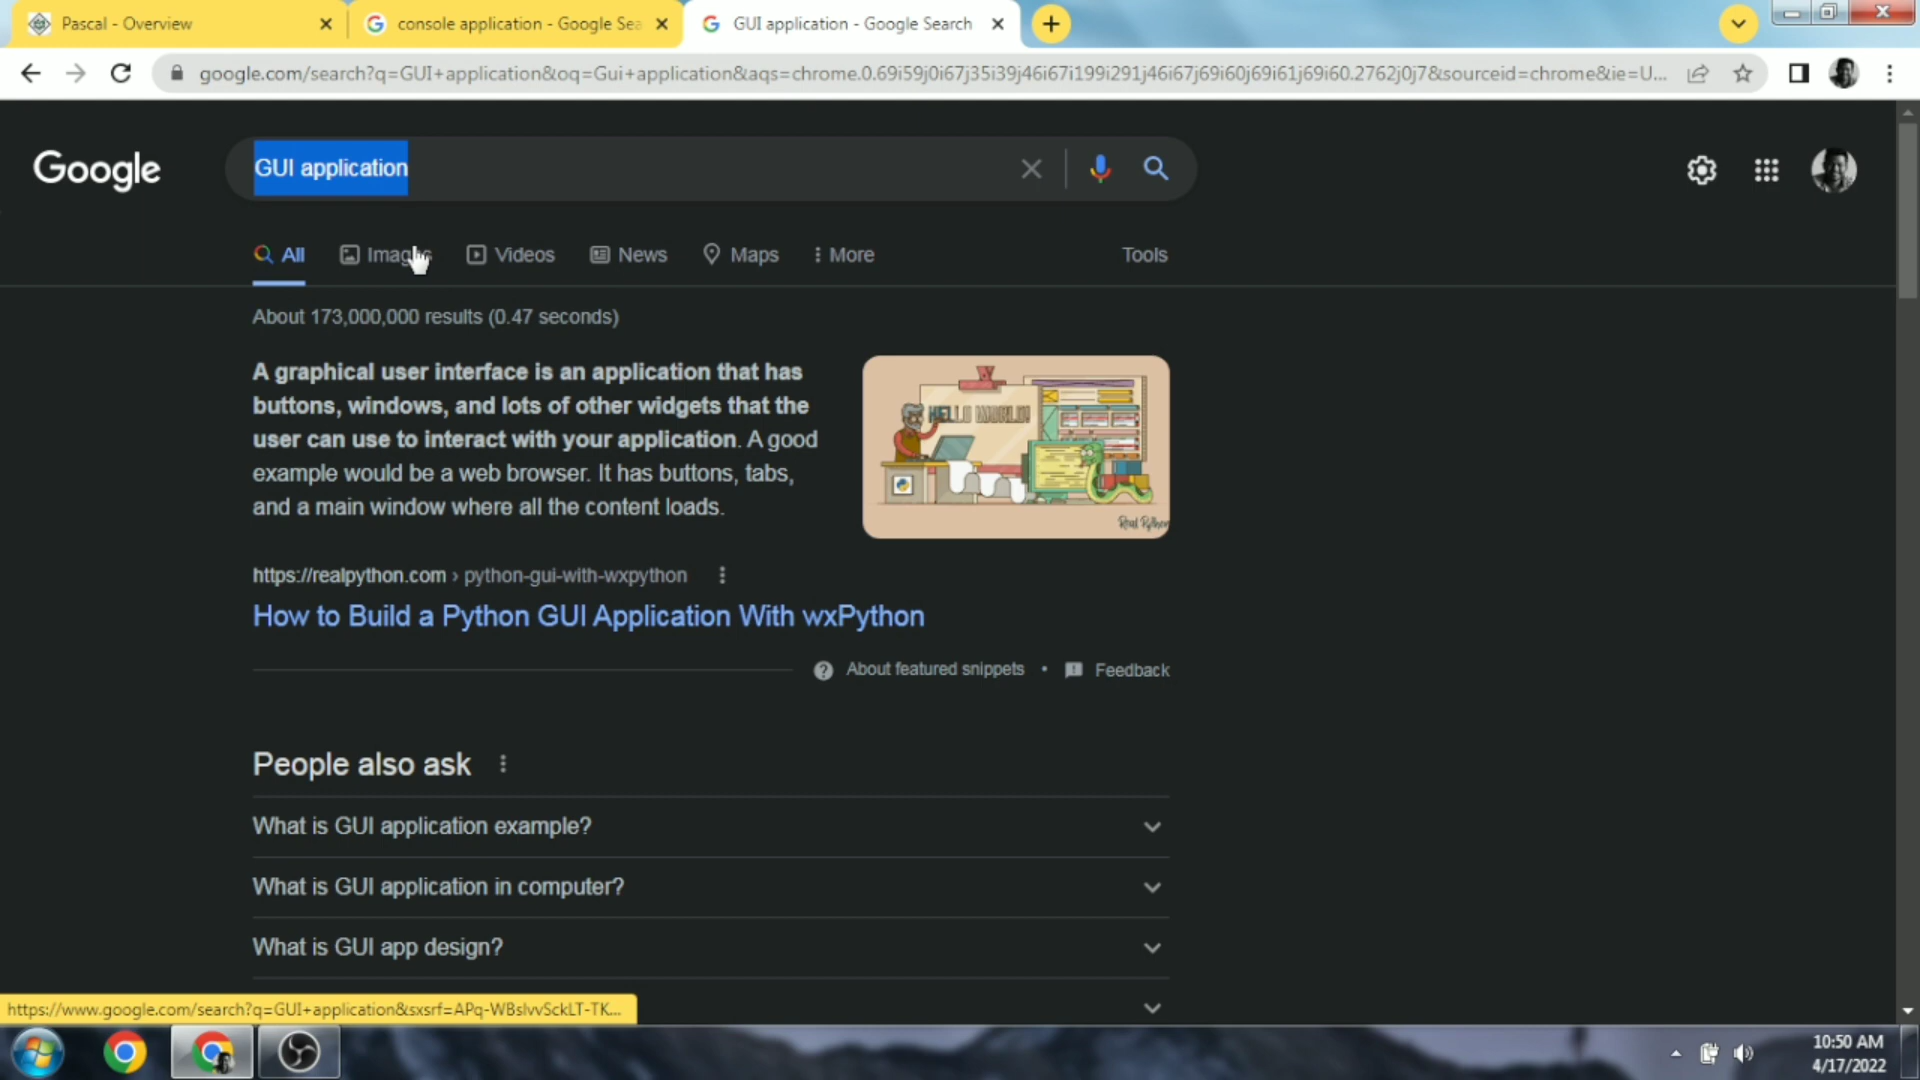 Pascal - Overview
console application - Google Sea
GUI application - Google Search
google.com/search?q=GUI+application&oq=Gui+application&aqs=chrome.0.69i59j0i67j35i39j46i67i199i291j46i67j69i60j69i61j69i60.2762j0j7&sourceid=chrome&ie=U...
Google
GUI application
All
Images
Videos
News
Maps
More
Tools
About 173,000,000 results (0.47 seconds)
A graphical user interface is an application that has
buttons, windows, and lots of other widgets that the
user can use to interact with your application. A good
example would be a web browser. It has buttons, tabs,
and a main window where all the content loads.
HELLO WORLD!
Real Python
https://realpython.com › python-gui-with-wxpython
How to Build a Python GUI Application With wxPython
About featured snippets • Feedback
People also ask
What is GUI application example?
What is GUI application in computer?
What is GUI app design?
https://www.google.com/search?q=GUI+application&sxsrf=APq-WBslvvSckLT-TK...
10:50 AM
4/17/2022